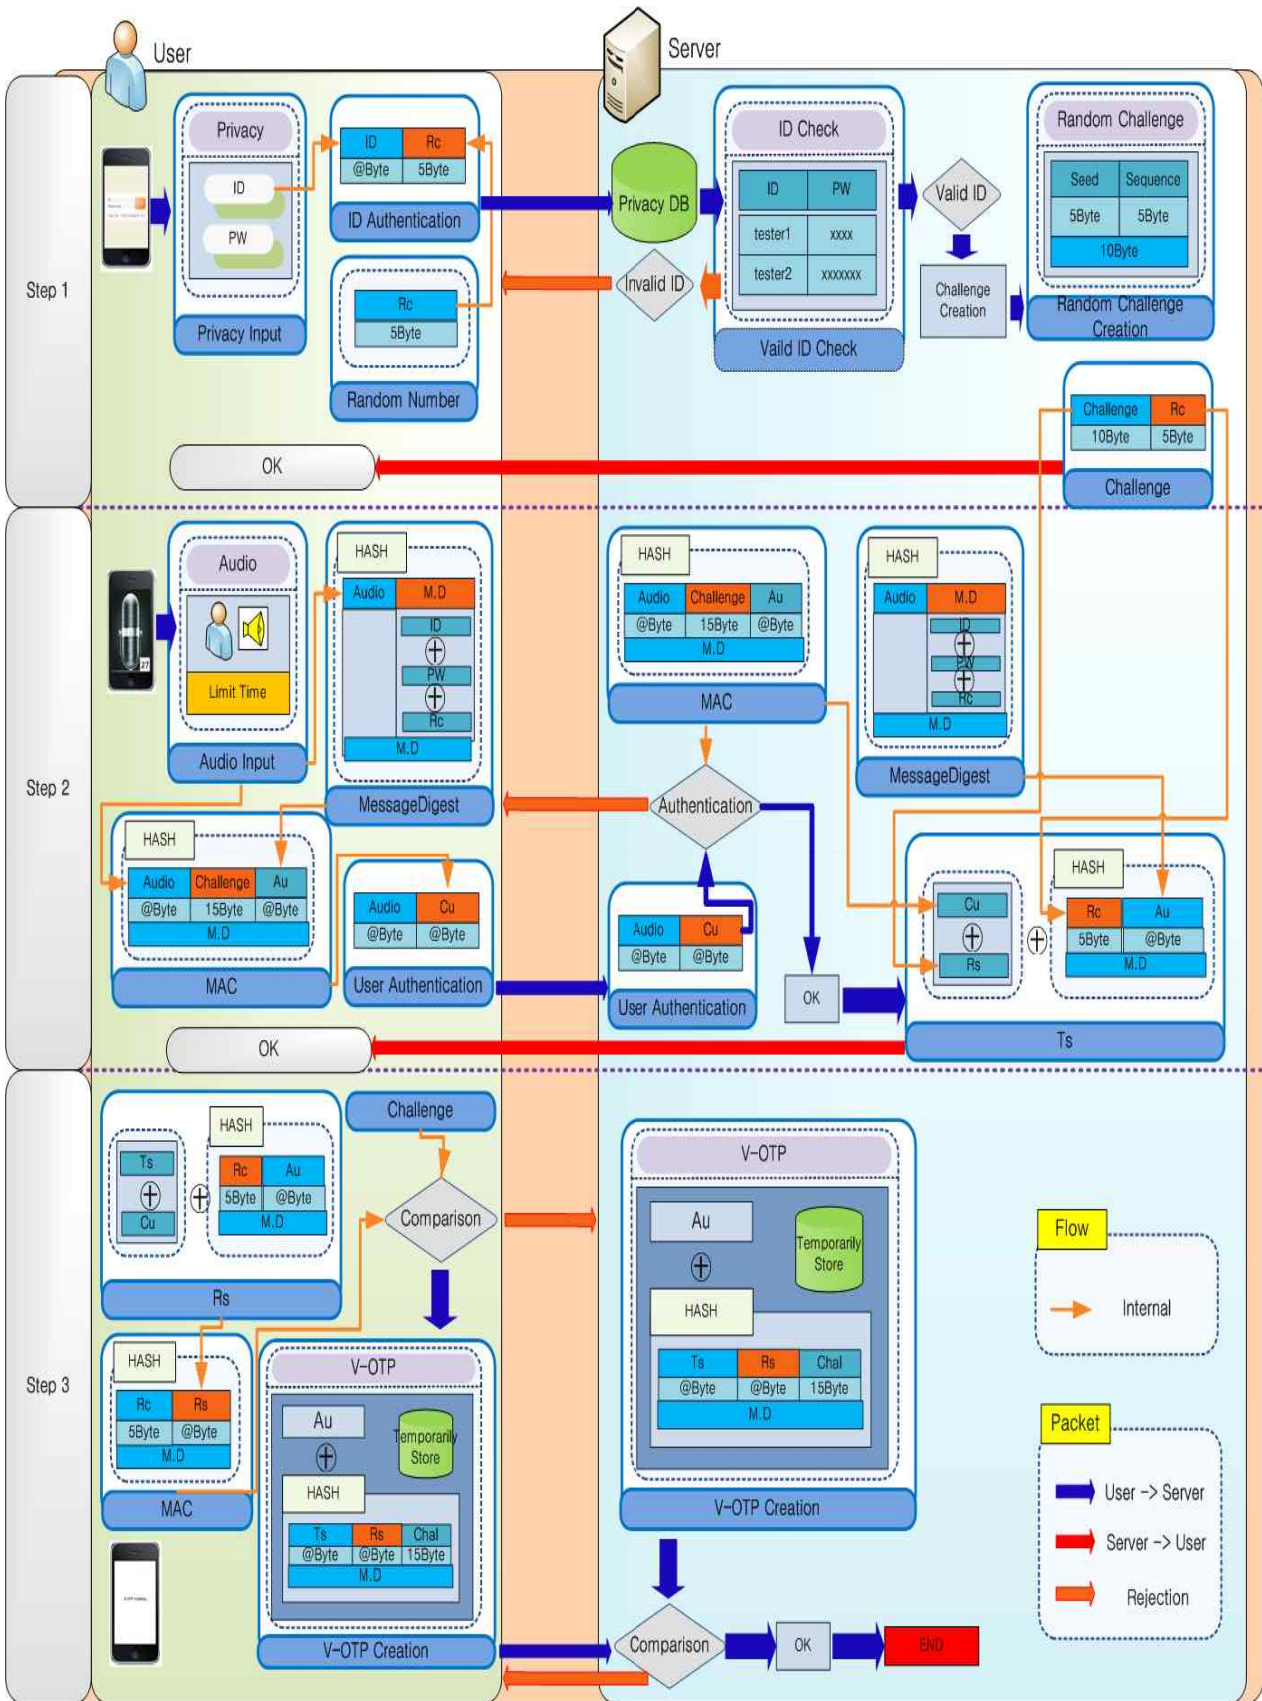 User
Server
Step 1
Privacy
ID
PW
Privacy Input
ID Rc
@Byte 5Byte
ID Authentication
Rc
5Byte
Random Number
Privacy DB
Invalid ID
ID Check
ID PW
tester1 xxxx
tester2 xxxxxxx
Vaild ID Check
Valid ID
Challenge
Creation
Random Challenge
Seed Sequence
5Byte 5Byte
10Byte
Random Challenge
Creation
Challenge Rc
10Byte 5Byte
Challenge
OK
Step 2
27
Audio
Limit Time
Audio Input
HASH
Audio M.D
ID
PW
Rc
M.D
MessageDigest
HASH
Audio Challenge Au
@Byte 15Byte @Byte
M.D
MAC
Audio Cu
@Byte @Byte
User Authentication
HASH
Audio Challenge Au
@Byte 15Byte @Byte
M.D
MAC
HASH
Audio M.D
ID
PW
Rc
M.D
MessageDigest
Authentication
Audio Cu
@Byte @Byte
User Authentication
OK
Cu
Rs
HASH
Rc Au
5Byte @Byte
M.D
Ts
OK
Step 3
Ts
Cu
HASH
Rc Au
5Byte @Byte
M.D
Rs
Challenge
Comparison
HASH
Rc Rs
5Byte @Byte
M.D
MAC
V-OTP
Au
Temporarily
Store
HASH
Ts Rs Chal
@Byte @Byte 15Byte
M.D
V-OTP Creation
V-OTP
Au
Temporarily
Store
HASH
Ts Rs Chal
@Byte @Byte 15Byte
M.D
V-OTP Creation
Comparison
OK
END
Flow
Internal
Packet
User -> Server
Server -> User
Rejection